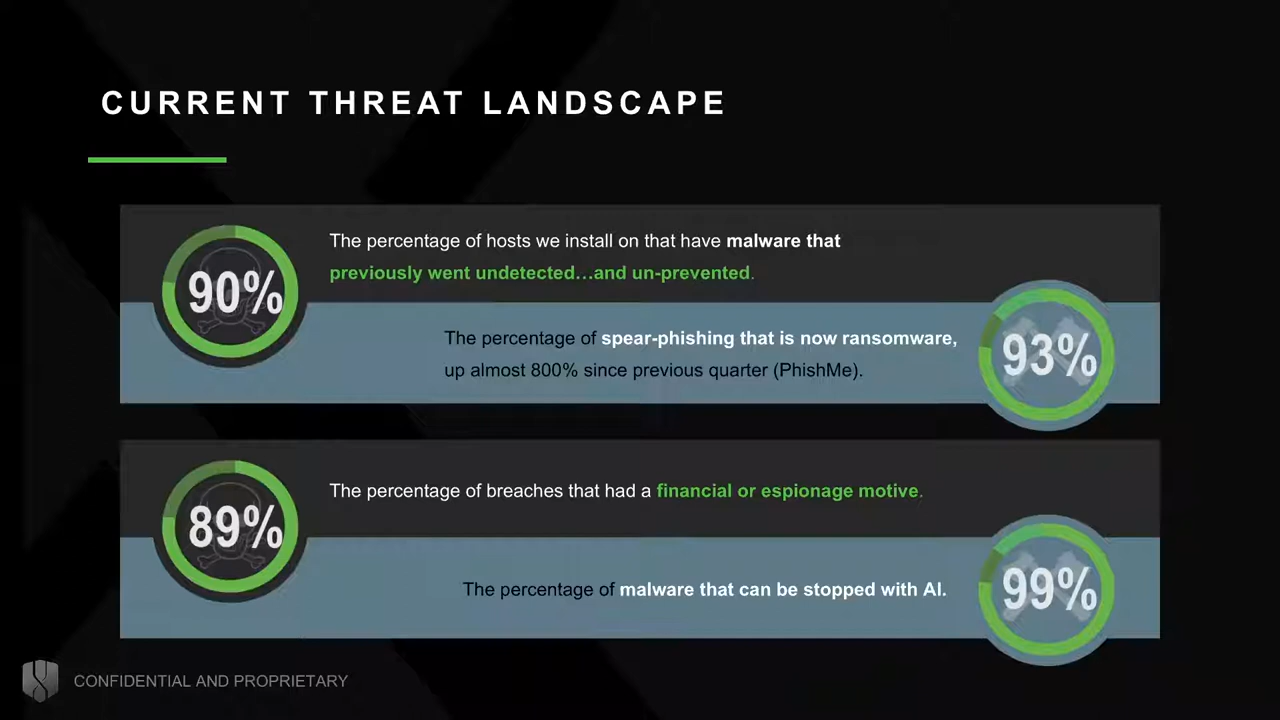 CURRENT THREAT LANDSCAPE
90%
The percentage of hosts we install on that have malware that
previously went undetected…and un-prevented.
The percentage of spear-phishing that is now ransomware,
up almost 800% since previous quarter (PhishMe).
93%
89%
The percentage of breaches that had a financial or espionage motive.
The percentage of malware that can be stopped with AI.
99%
CONFIDENTIAL AND PROPRIETARY